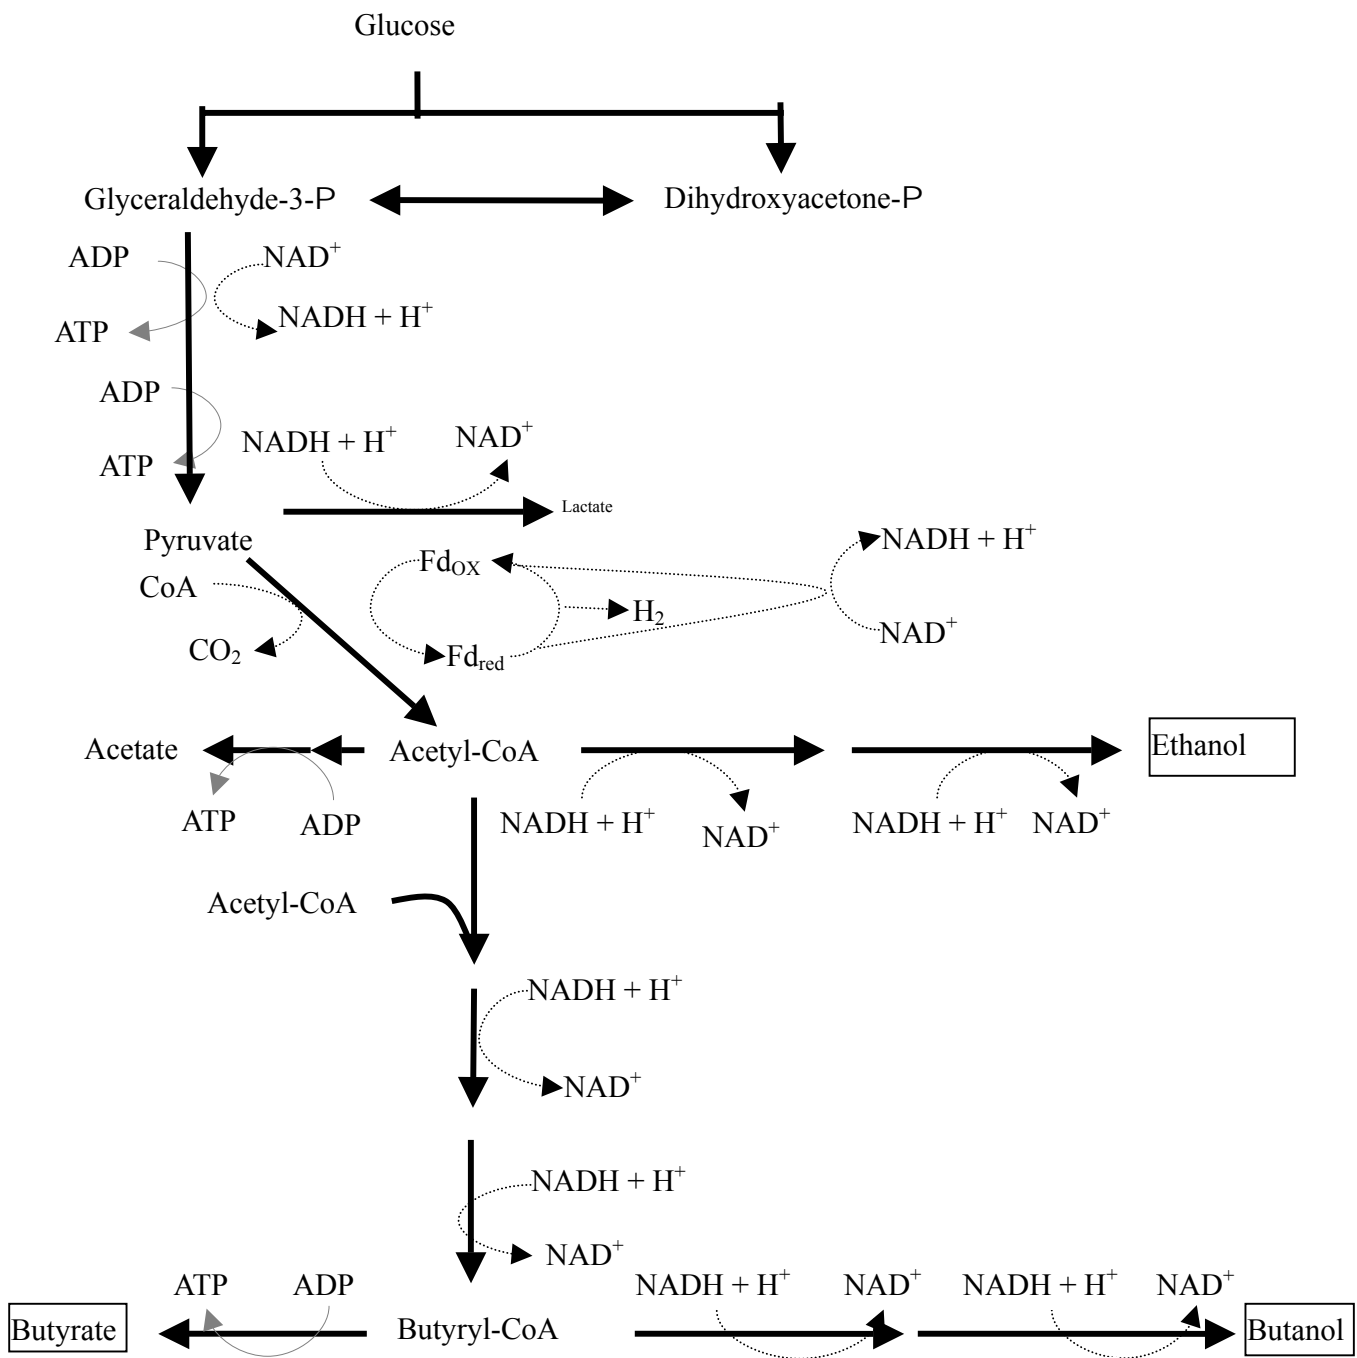 Glucose
Glyceraldehyde-3-P
Dihydroxyacetone-P
ADP
NAD⁺
ATP
NADH + H⁺
ADP
ATP
NADH + H⁺
NAD⁺
Lactate
Pyruvate
CoA
CO₂
Fd_OX
Fd_red
H₂
NADH + H⁺
NAD⁺
Acetate
Acetyl-CoA
Ethanol
ATP
ADP
NADH + H⁺
NAD⁺
NADH + H⁺
NAD⁺
Acetyl-CoA
NADH + H⁺
NAD⁺
NADH + H⁺
NAD⁺
ATP
ADP
NADH + H⁺
NAD⁺
NADH + H⁺
NAD⁺
Butyrate
Butyryl-CoA
Butanol